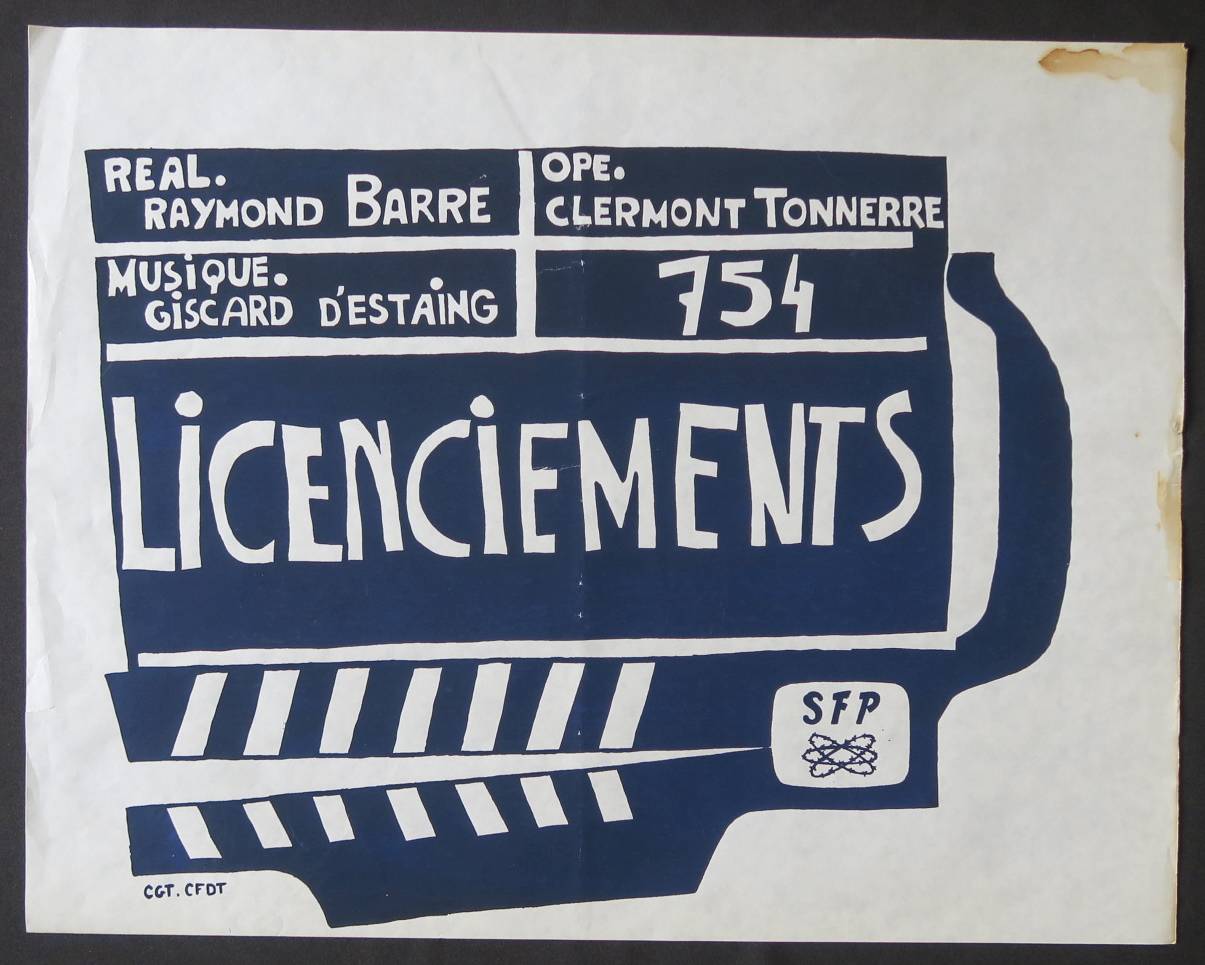 REAL.
RAYMOND BARRE
OPE.
CLERMONT TONNERRE
MUSiQUE.
GiSCARD D'ESTAiNG
754
LiCENCiEMENTS
SFP
CGT. CFDT